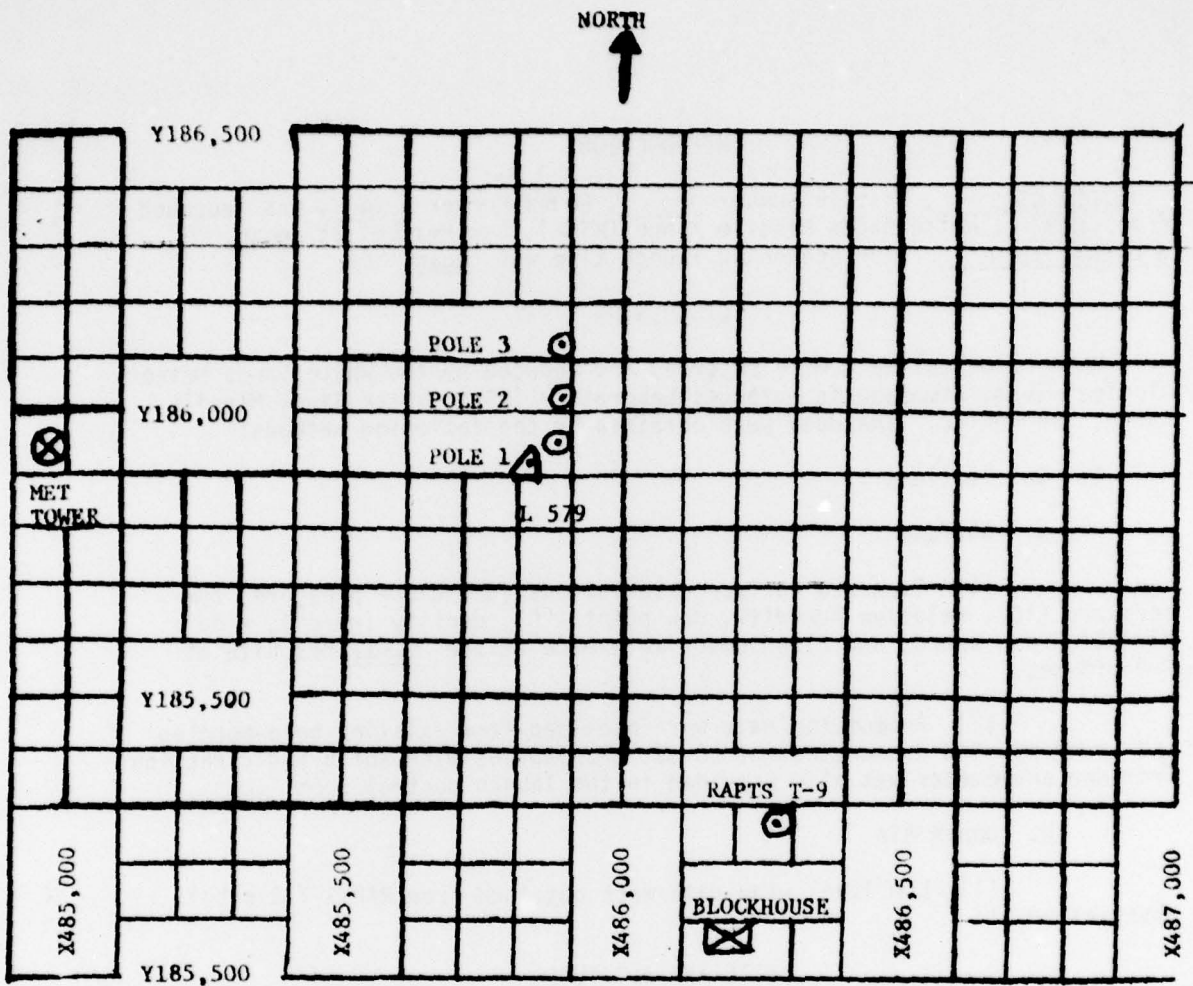 NORTH
Y186,500
POLE 3
POLE 2
Y186,000
POLE 1
MET
TOWER
L 579
Y185,500
RAPTS T-9
X485,000
X485,500
X486,000
BLOCKHOUSE
X486,500
X487,000
Y185,500